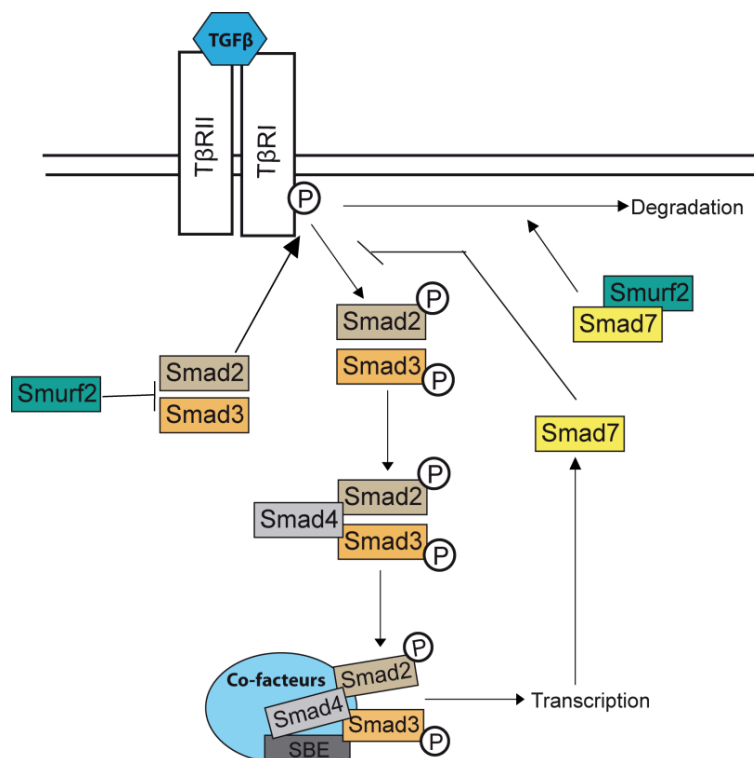 TGFβ
TβRII
TβRI
P
Degradation
Smurf2
Smad7
P
Smad2
Smad3
P
Smad2
Smurf2
Smad3
Smad7
P
Smad2
Smad4
Smad3
P
P
Co-facteurs
Smad2
Smad4
Smad3
Transcription
P
SBE